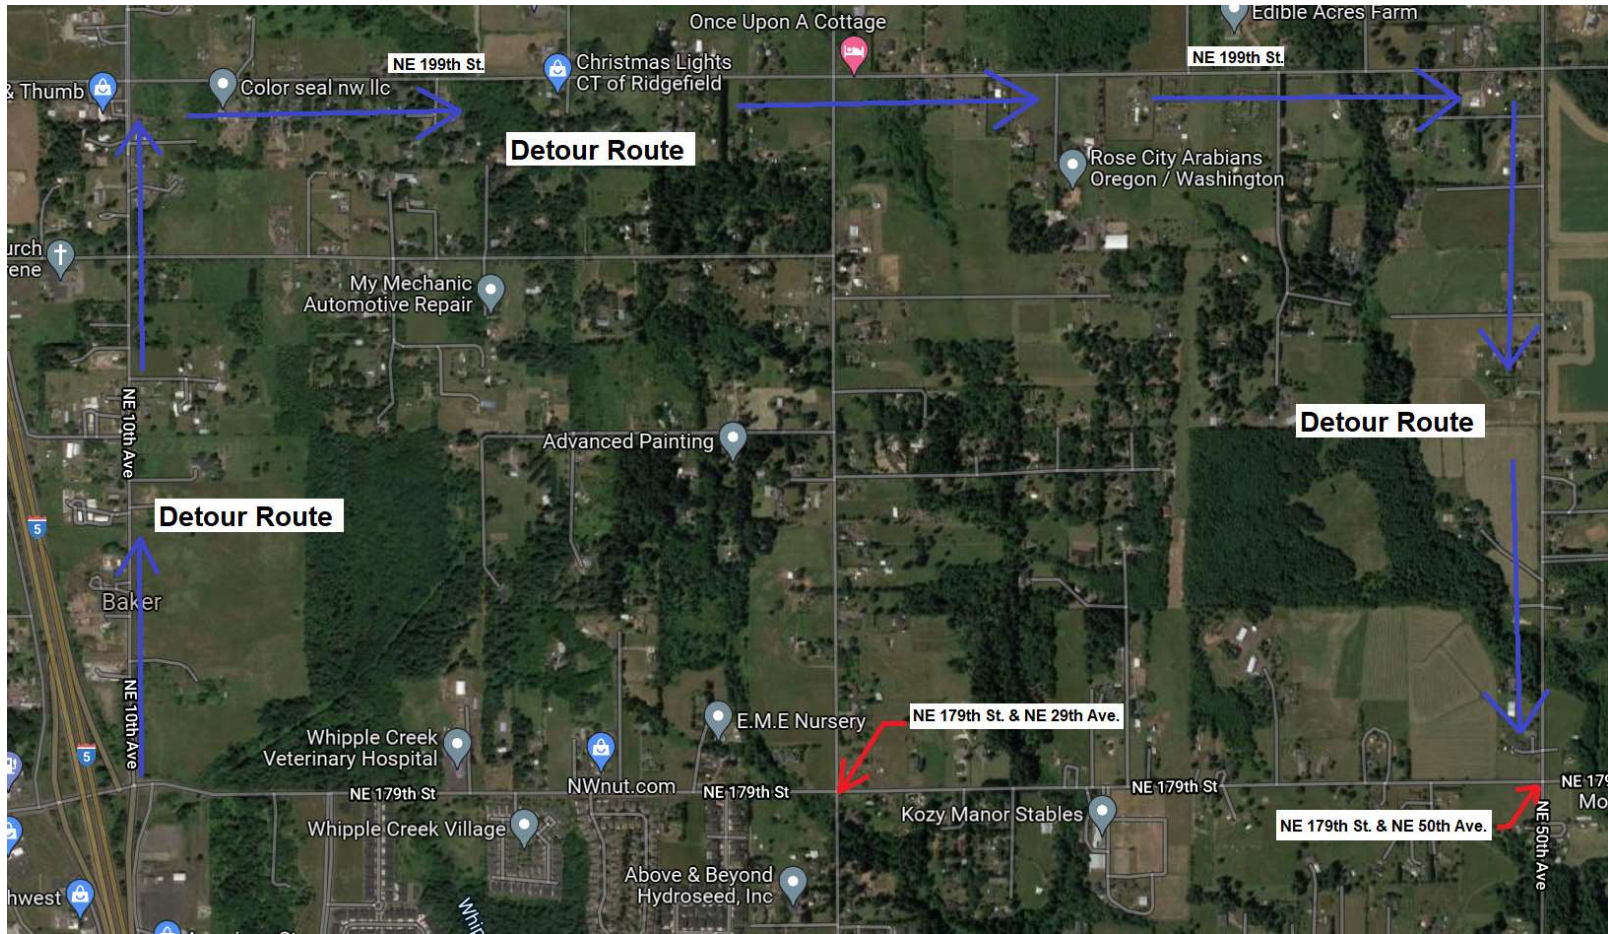 Once Upon A Cottage
Edible Acres Farm
NE 199th St.
NE 199th St.
Christmas Lights
CT of Ridgefield
& Thumb
Color seal nw llc
Detour Route
Rose City Arabians
Oregon / Washington
My Mechanic
Automotive Repair
NE 10th Ave
Detour Route
Advanced Painting
Detour Route
5
Baker
NE 10th Ave
5
NE 179th St. & NE 29th Ave.
E.M.E Nursery
Whipple Creek
Veterinary Hospital
NWnut.com
NE 179th St
NE 179th St
NE 179th St
Kozy Manor Stables
NE 179th St. & NE 50th Ave.
NE 50th Ave
Whipple Creek Village
Above & Beyond
Hydroseed, Inc